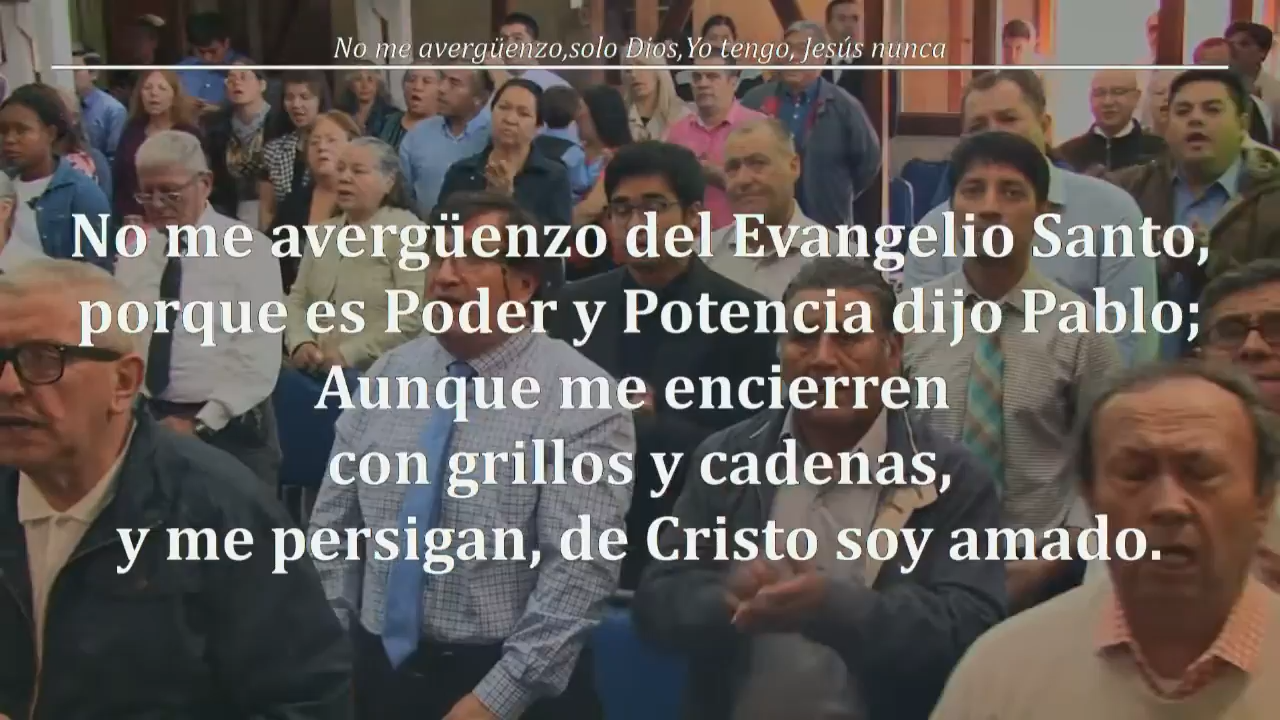 No me avergüenzo,solo Dios,Yo tengo, Jesús nunca
No me avergüenzo del Evangelio Santo,
porque es Poder y Potencia dijo Pablo;
Aunque me encierren
con grillos y cadenas,
y me persigan, de Cristo soy amado.